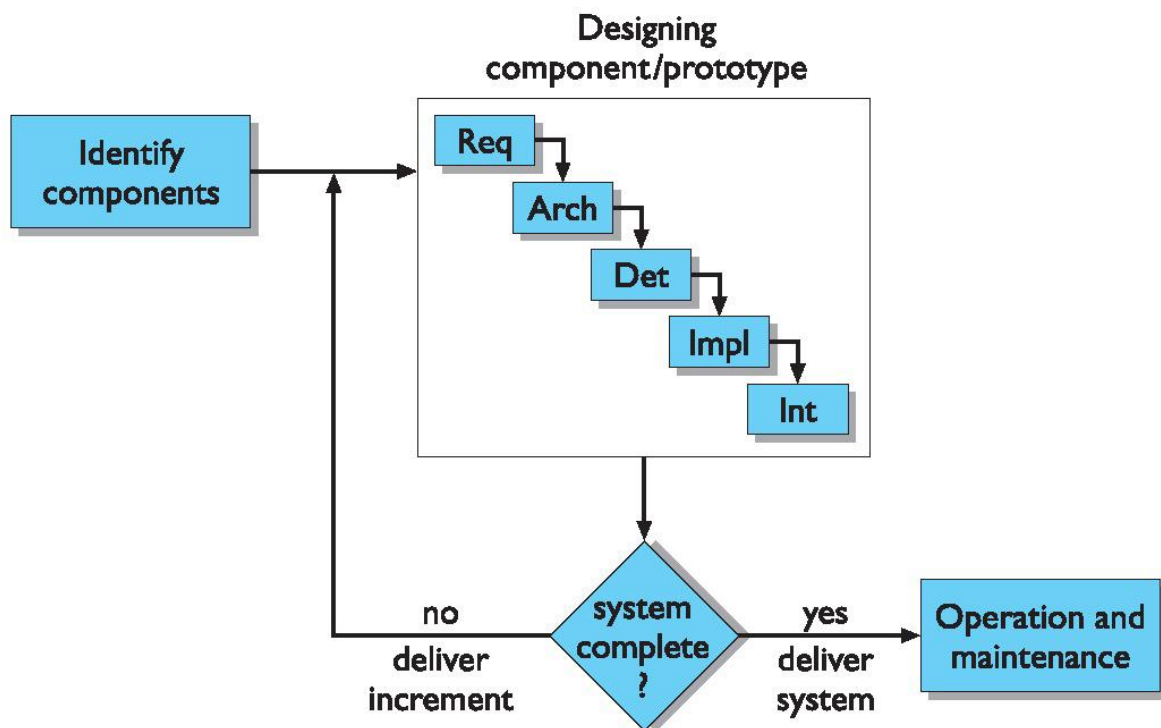 Designing
component/prototype
Identify
components
Req
Arch
Det
Impl
Int
no
deliver
increment
system
complete
?
yes
deliver
system
Operation and
maintenance